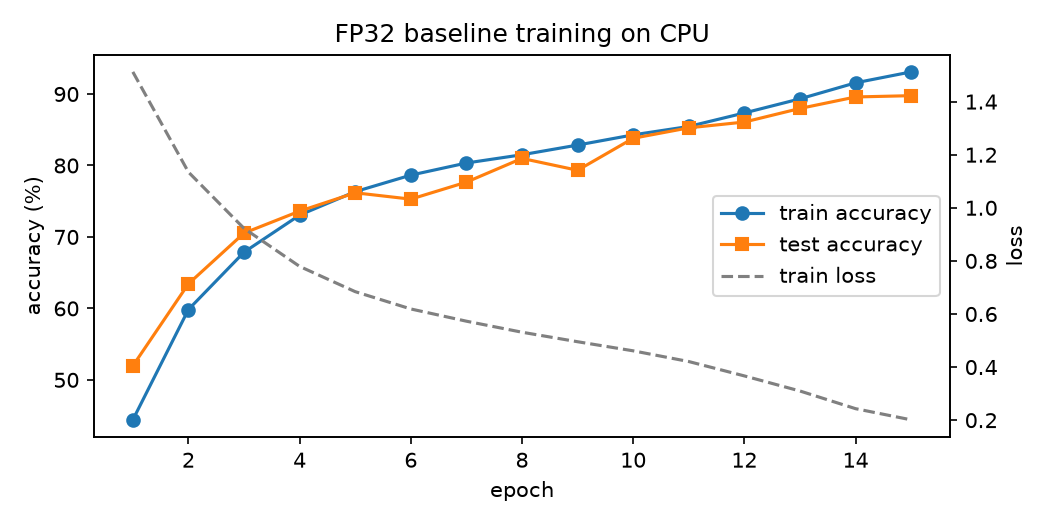 FP32 baseline training on CPU
accuracy (%)
90
80
70
60
50
1.4
1.2
1.0
0.8
0.6
0.4
0.2
loss
train accuracy
test accuracy
train loss
2 4 6 8 10 12 14
epoch